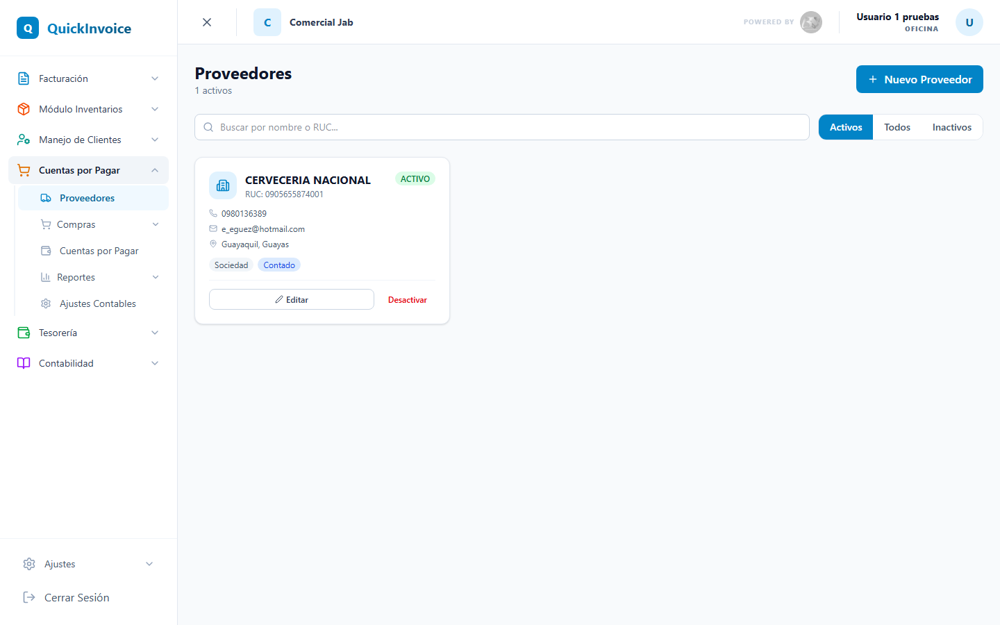 Q QuickInvoice
Facturación
Módulo Inventarios
Manejo de Clientes
Cuentas por Pagar
Proveedores
Compras
Cuentas por Pagar
Reportes
Ajustes Contables
Tesorería
Contabilidad
Ajustes
Cerrar Sesión
C Comercial Jab
POWERED BY
Usuario 1 pruebas
OFICINA
U
Proveedores
1 activos
+ Nuevo Proveedor
Buscar por nombre o RUC...
Activos Todos Inactivos
CERVECERIA NACIONAL ACTIVO
RUC: 0905655874001
0980136389
e_eguez@hotmail.com
Guayaquil, Guayas
Sociedad Contado
Editar Desactivar